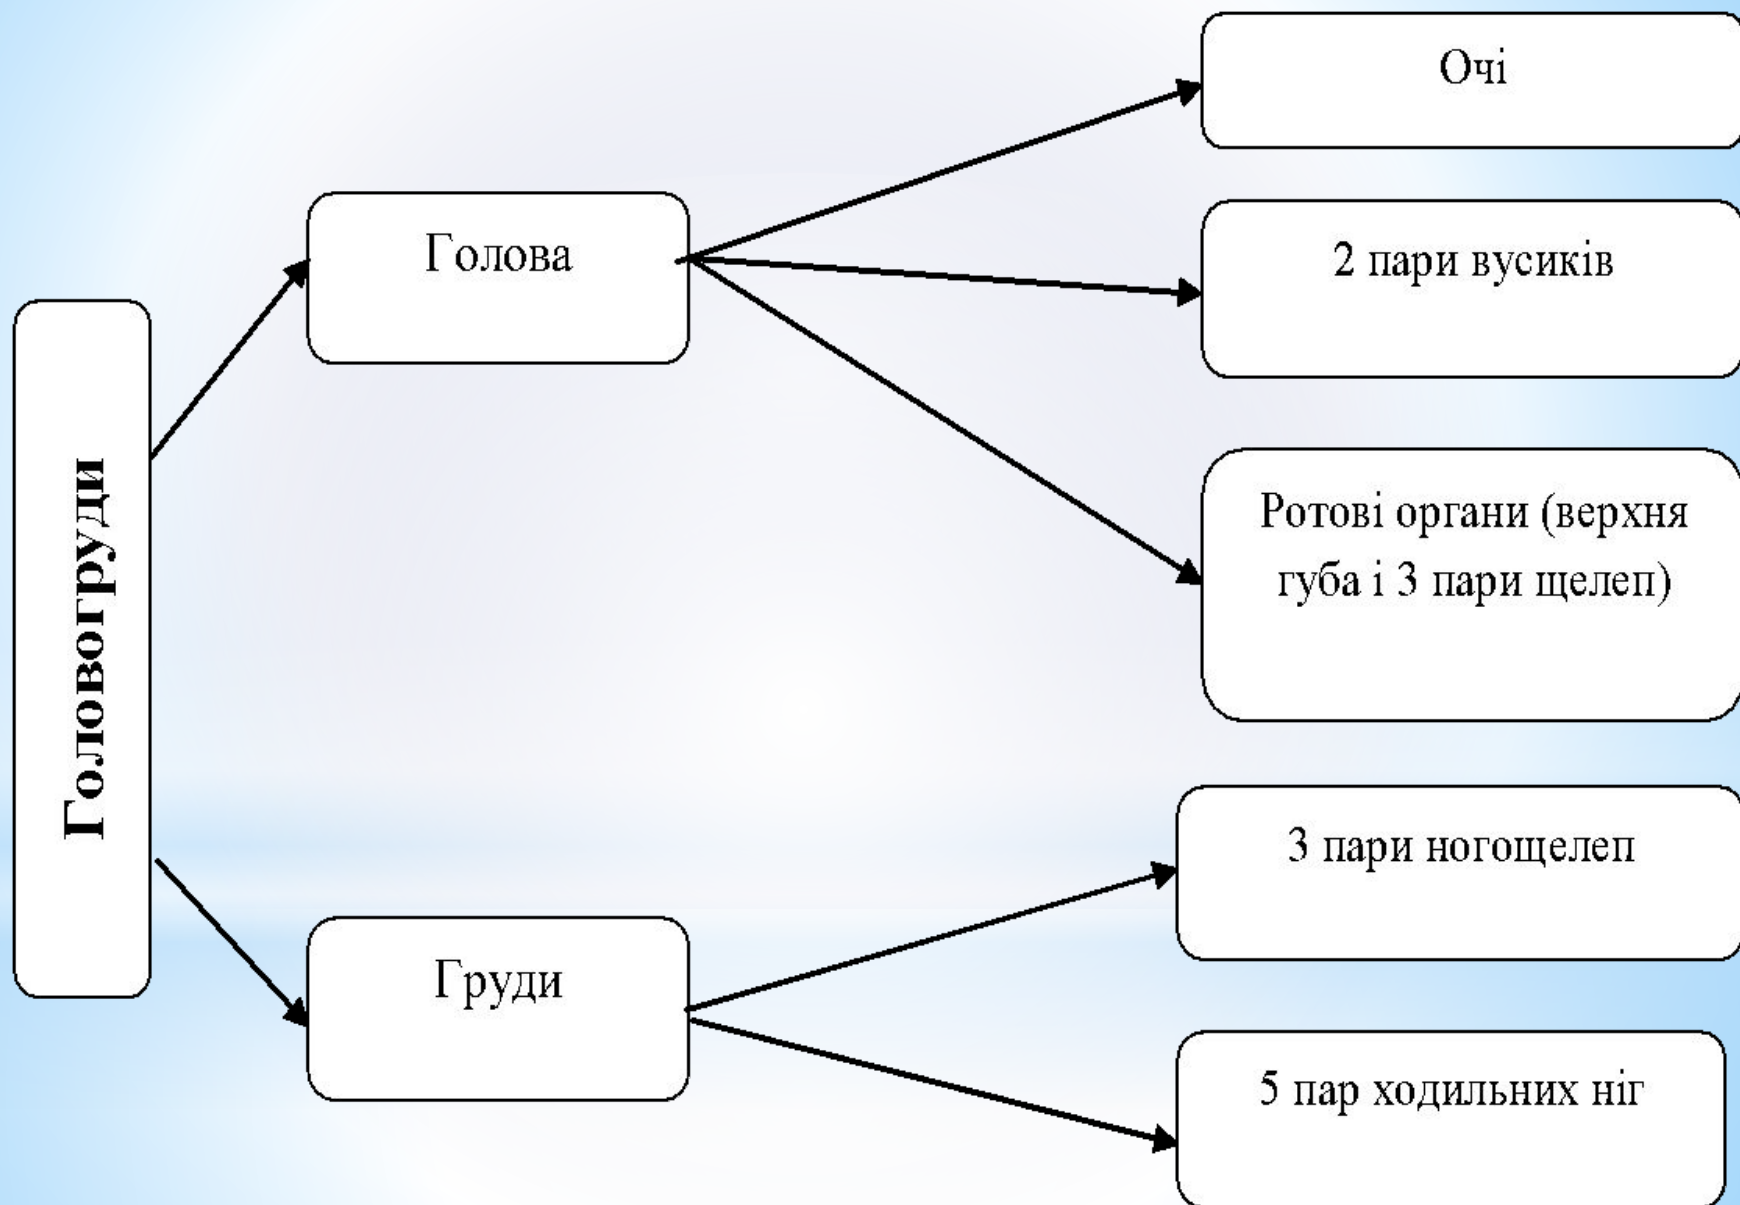 Головогруди
Голова
Очі
2 пари вусиків
Ротові органи (верхня
губа і 3 пари щелеп)
Груди
3 пари ногощелеп
5 пар ходильних ніг